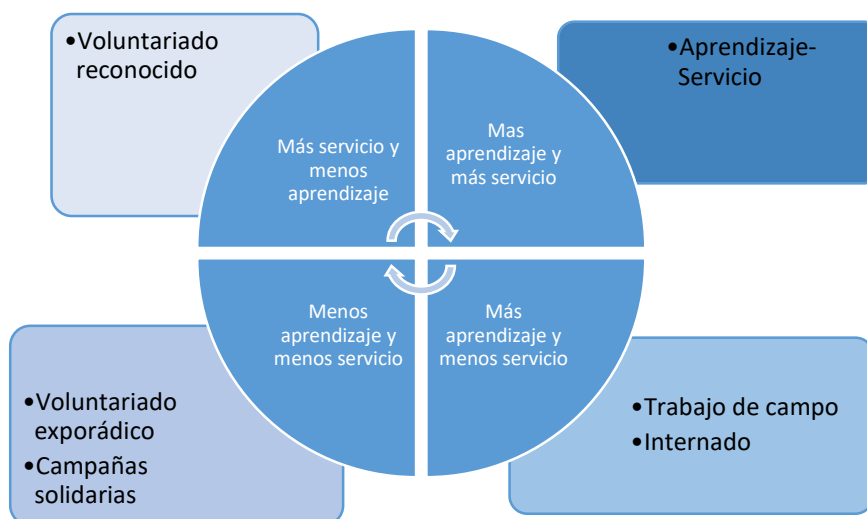 •Voluntariado
reconocido
•Aprendizaje-
Servicio
Más servicio y
menos
aprendizaje
Mas
aprendizaje y
más servicio
Menos
aprendizaje y
menos servicio
Más
aprendizaje y
menos servicio
•Voluntariado
exporádico
•Campañas
solidarias
•Trabajo de campo
•Internado